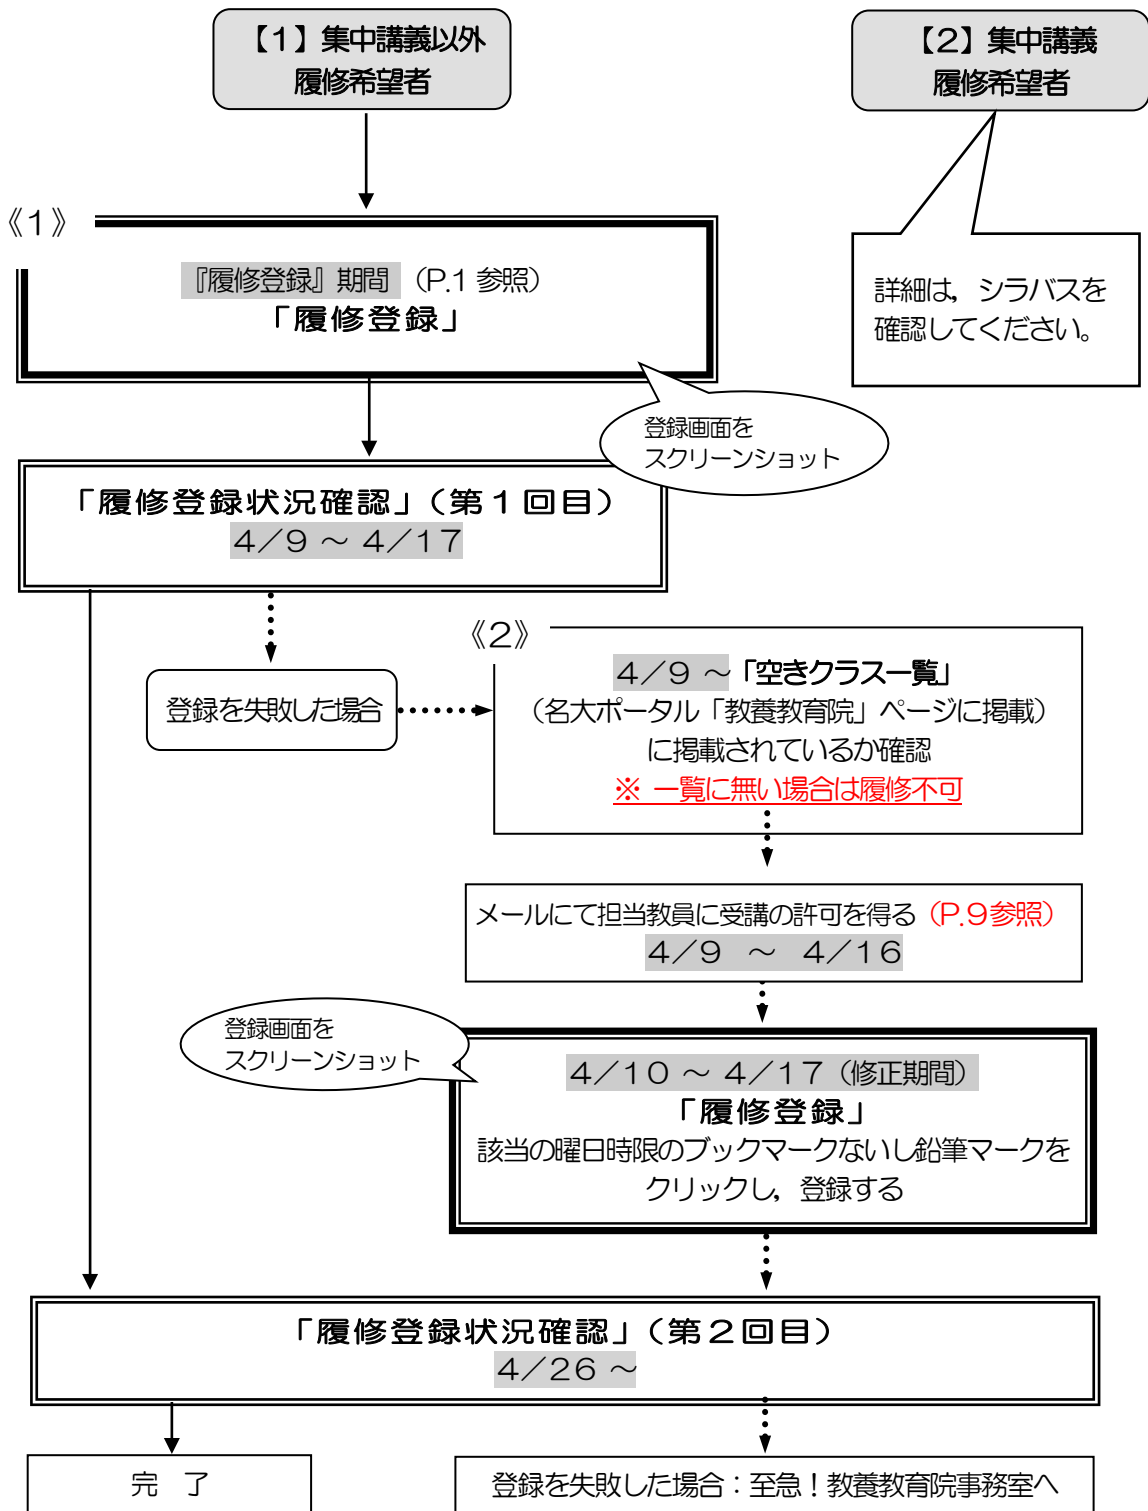 【1】集中講義以外
履修希望者
【2】集中講義
履修希望者
詳細は，シラバスを
確認してください。
《1》
『履修登録』期間（P.1 参照）
「履修登録」
登録画面を
スクリーンショット
「履修登録状況確認」（第１回目）
４／９ ～ ４／１７
登録を失敗した場合
《2》
４／９ ～「空きクラス一覧」
（名大ポータル「教養教育院」ページに掲載）
に掲載されているか確認
※ 一覧に無い場合は履修不可
メールにて担当教員に受講の許可を得る（P.９参照）
４／９ ～ ４／１６
登録画面を
スクリーンショット
４／１０ ～ ４／１７（修正期間）
「履修登録」
該当の曜日時限のブックマークないし鉛筆マークを
クリックし，登録する
「履修登録状況確認」（第２回目）
４／２６ ～
完 了
登録を失敗した場合：至急！教養教育院事務室へ